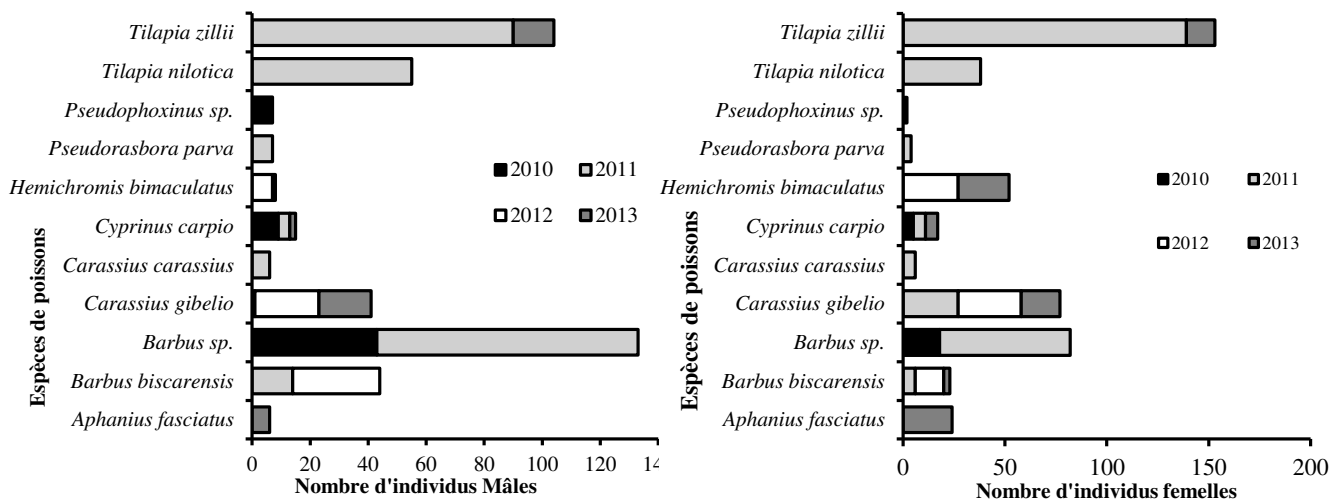 Espèces de poissons
Tilapia zillii
Tilapia nilotica
Pseudophoxinus sp.
Pseudorasbora parva
Hemichromis bimaculatus
Cyprinus carpio
Carassius carassius
Carassius gibelio
Barbus sp.
Barbus biscarensis
Aphanius fasciatus
2010 2011
2012 2013
0 20 40 60 80 100 120 14
Nombre d'individus Mâles
Espèces de poissons
Tilapia zillii
Tilapia nilotica
Pseudophoxinus sp.
Pseudorasbora parva
Hemichromis bimaculatus
Cyprinus carpio
Carassius carassius
Carassius gibelio
Barbus sp.
Barbus biscarensis
Aphanius fasciatus
2010 2011
2012 2013
0 50 100 150 200
Nombre d'individus femelles